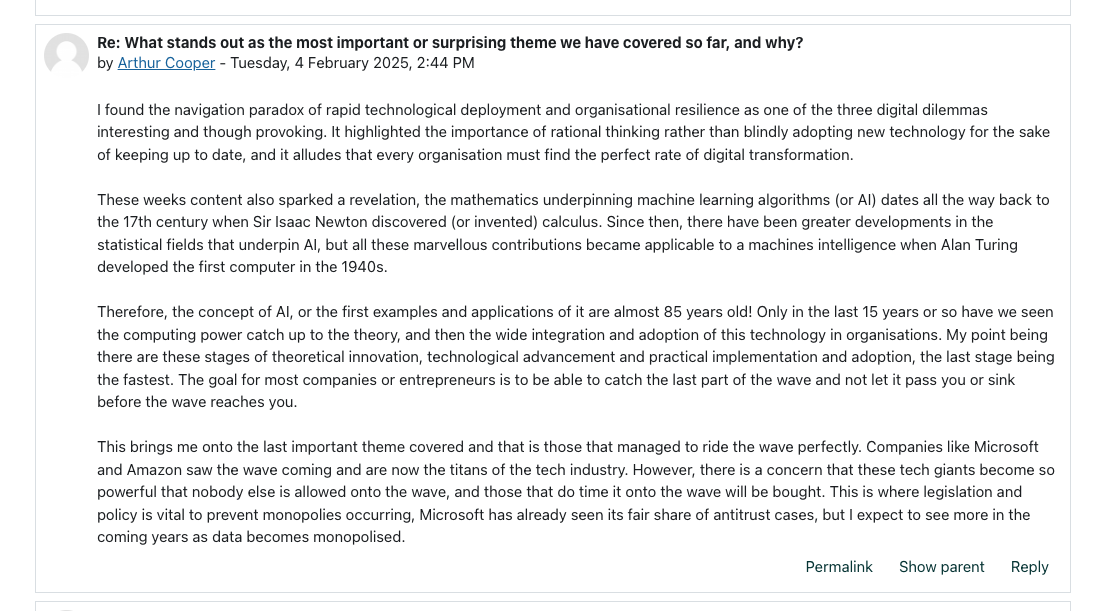 Re: What stands out as the most important or surprising theme we have covered so far, and why?
by Arthur Cooper - Tuesday, 4 February 2025, 2:44 PM
I found the navigation paradox of rapid technological deployment and organisational resilience as one of the three digital dilemmas
interesting and though provoking. It highlighted the importance of rational thinking rather than blindly adopting new technology for the sake
of keeping up to date, and it alludes that every organisation must find the perfect rate of digital transformation.
These weeks content also sparked a revelation, the mathematics underpinning machine learning algorithms (or AI) dates all the way back to
the 17th century when Sir Isaac Newton discovered (or invented) calculus. Since then, there have been greater developments in the
statistical fields that underpin AI, but all these marvellous contributions became applicable to a machines intelligence when Alan Turing
developed the first computer in the 1940s.
Therefore, the concept of AI, or the first examples and applications of it are almost 85 years old! Only in the last 15 years or so have we seen
the computing power catch up to the theory, and then the wide integration and adoption of this technology in organisations. My point being
there are these stages of theoretical innovation, technological advancement and practical implementation and adoption, the last stage being
the fastest. The goal for most companies or entrepreneurs is to be able to catch the last part of the wave and not let it pass you or sink
before the wave reaches you.
This brings me onto the last important theme covered and that is those that managed to ride the wave perfectly. Companies like Microsoft
and Amazon saw the wave coming and are now the titans of the tech industry. However, there is a concern that these tech giants become so
powerful that nobody else is allowed onto the wave, and those that do time it onto the wave will be bought. This is where legislation and
policy is vital to prevent monopolies occurring, Microsoft has already seen its fair share of antitrust cases, but I expect to see more in the
coming years as data becomes monopolised.
Permalink Show parent Reply